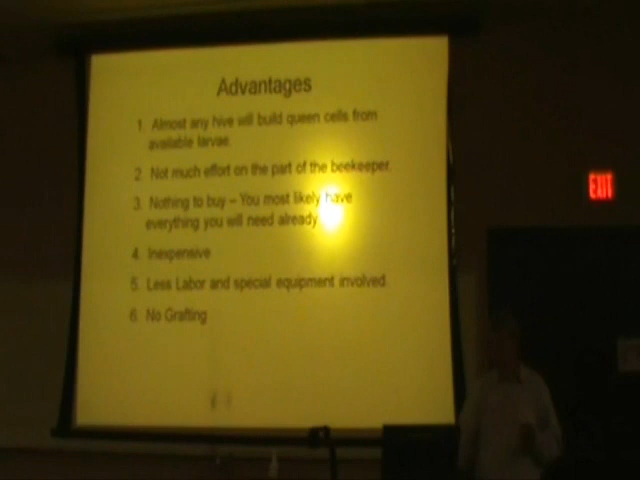 Advantages
1. Almost any hive will build queen cells from
available larvae.
2. Not much effort on the part of the beekeeper.
3. Nothing to buy – You most likely have
everything you will need already.
4. Inexpensive
5. Less Labor and special equipment involved.
6. No Grafting
EXIT